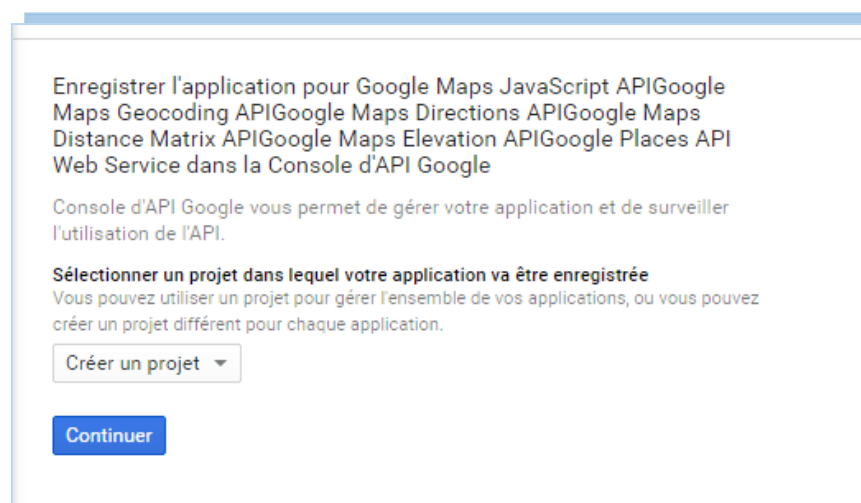 Enregistrer l'application pour Google Maps JavaScript APIGoogle
Maps Geocoding APIGoogle Maps Directions APIGoogle Maps
Distance Matrix APIGoogle Maps Elevation APIGoogle Places API
Web Service dans la Console d'API Google
Console d'API Google vous permet de gérer votre application et de surveiller
l'utilisation de l'API.
Sélectionner un projet dans lequel votre application va être enregistrée
Vous pouvez utiliser un projet pour gérer l'ensemble de vos applications, ou vous pouvez
créer un projet différent pour chaque application.
Créer un projet
Continuer